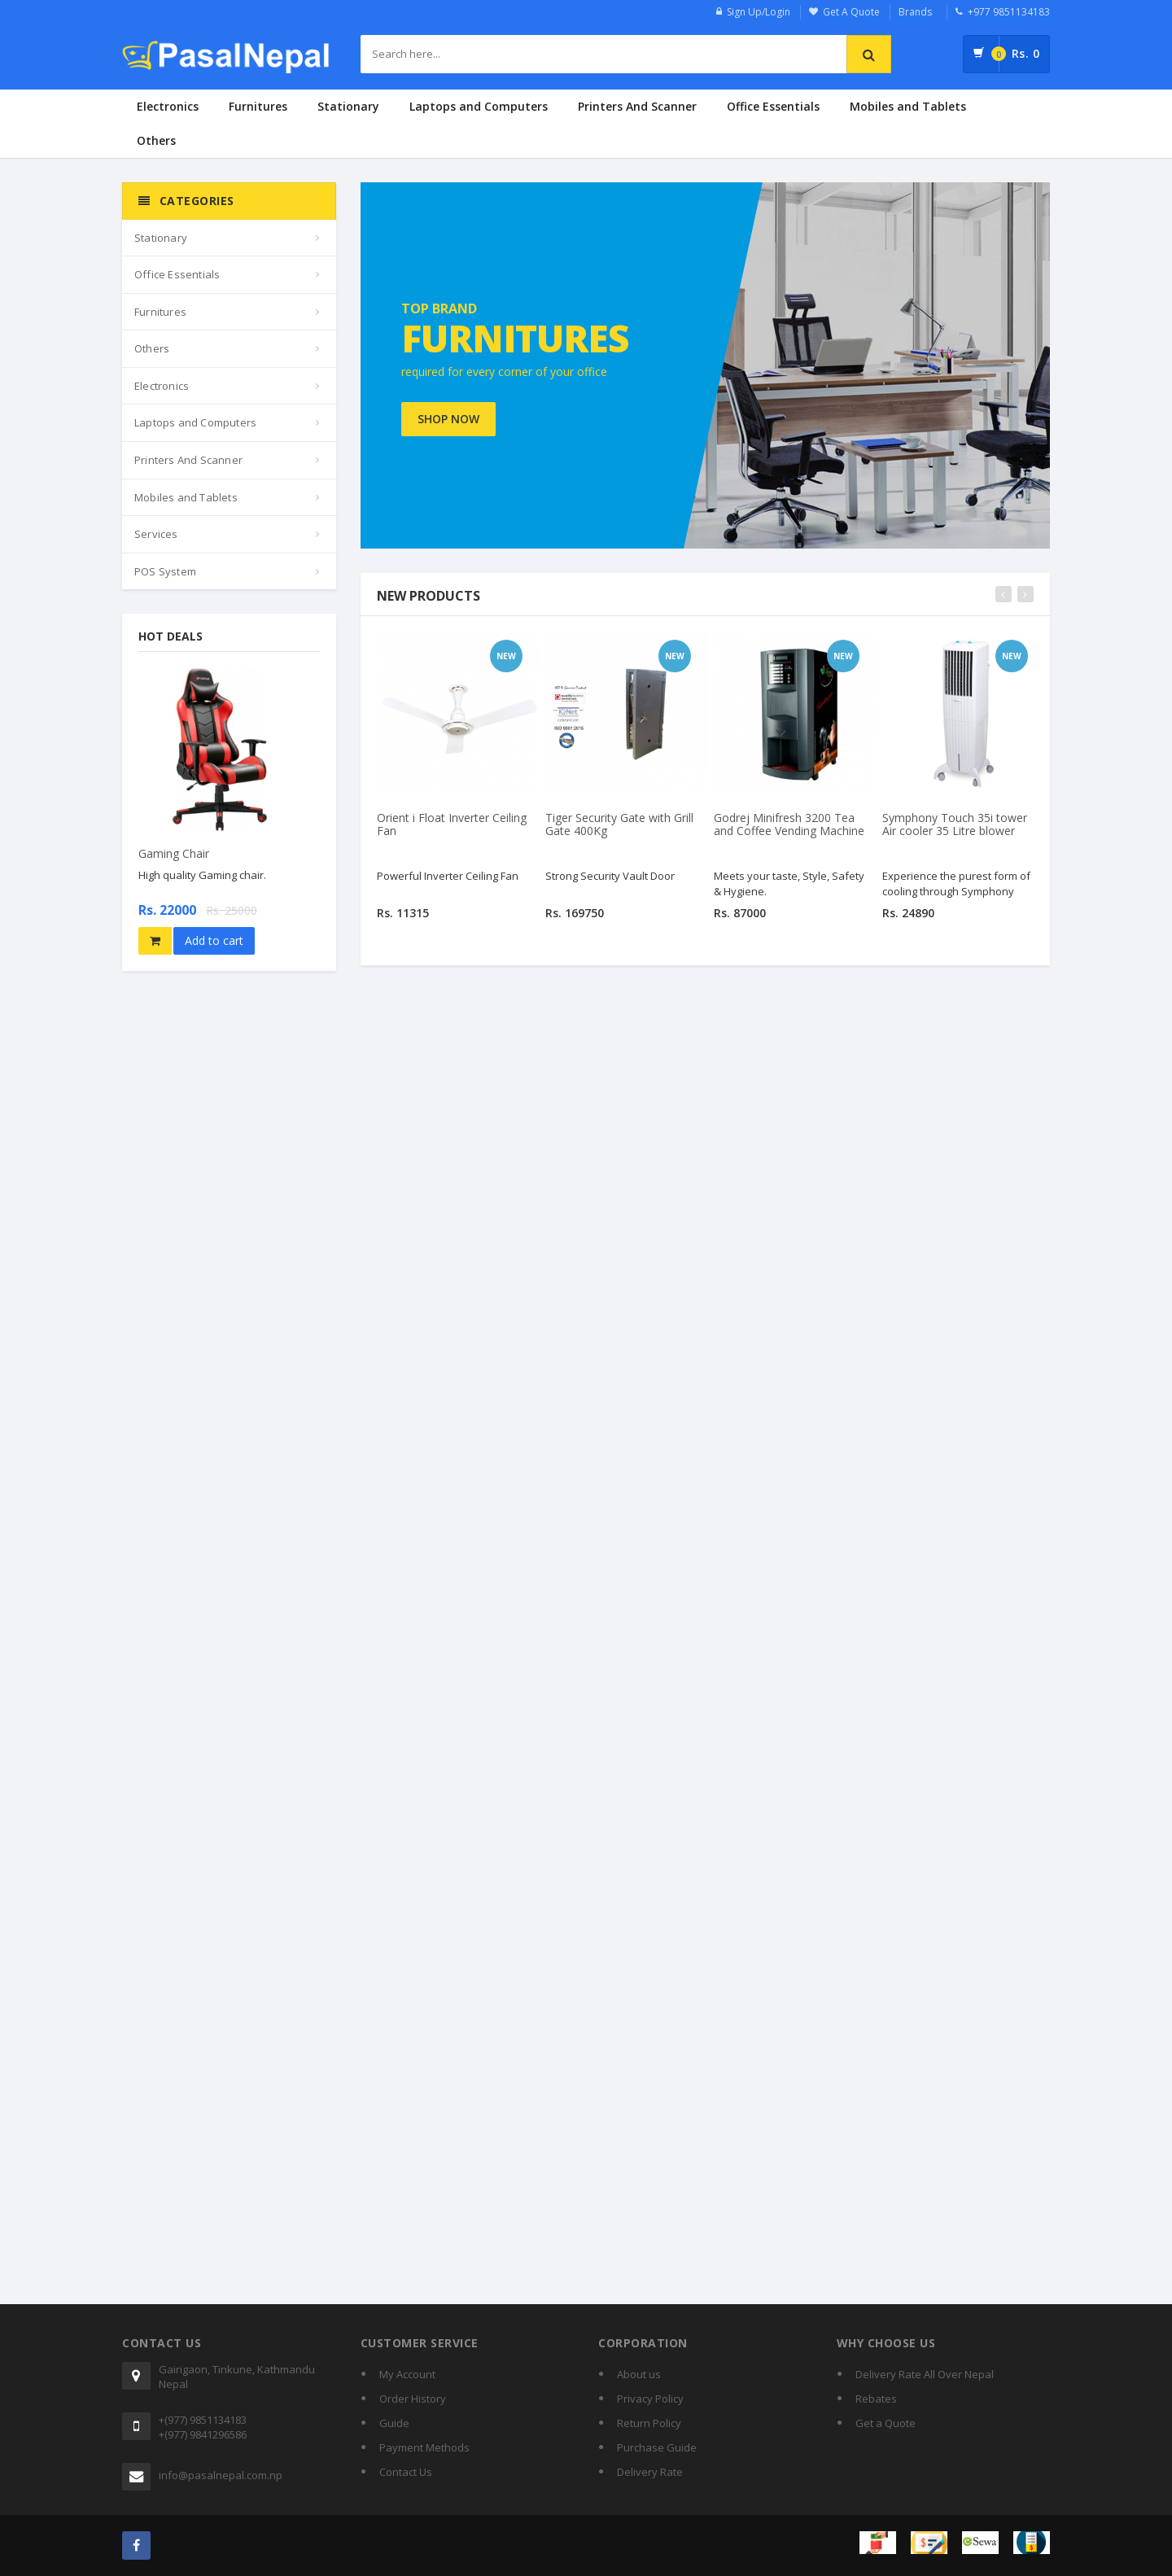 Sign Up/Login
Get A Quote
Brands
+977 9851134183
PasalNepal
Search here...
0
Rs. 0
Electronics
Furnitures
Stationary
Laptops and Computers
Printers And Scanner
Office Essentials
Mobiles and Tablets
Others
CATEGORIES
Stationary
Office Essentials
Furnitures
Others
Electronics
Laptops and Computers
Printers And Scanner
Mobiles and Tablets
Services
POS System
TOP BRAND
FURNITURES
required for every corner of your office
SHOP NOW
HOT DEALS
Gaming Chair
High quality Gaming chair.
Rs. 22000 Rs. 25000
Add to cart
NEW PRODUCTS
NEW
Orient i Float Inverter Ceiling
Fan
Powerful Inverter Ceiling Fan
Rs. 11315
NEW
ISO 9001:2015
Tiger Security Gate with Grill
Gate 400Kg
Strong Security Vault Door
Rs. 169750
NEW
Godrej Minifresh 3200 Tea
and Coffee Vending Machine
Meets your taste, Style, Safety
& Hygiene.
Rs. 87000
NEW
Symphony Touch 35i tower
Air cooler 35 Litre blower
Experience the purest form of
cooling through Symphony
Rs. 24890
CONTACT US
Gairigaon, Tinkune, Kathmandu
Nepal
+(977) 9851134183
+(977) 9841296586
info@pasalnepal.com.np
CUSTOMER SERVICE
My Account
Order History
Guide
Payment Methods
Contact Us
CORPORATION
About us
Privacy Policy
Return Policy
Purchase Guide
Delivery Rate
WHY CHOOSE US
Delivery Rate All Over Nepal
Rebates
Get a Quote
eSewa